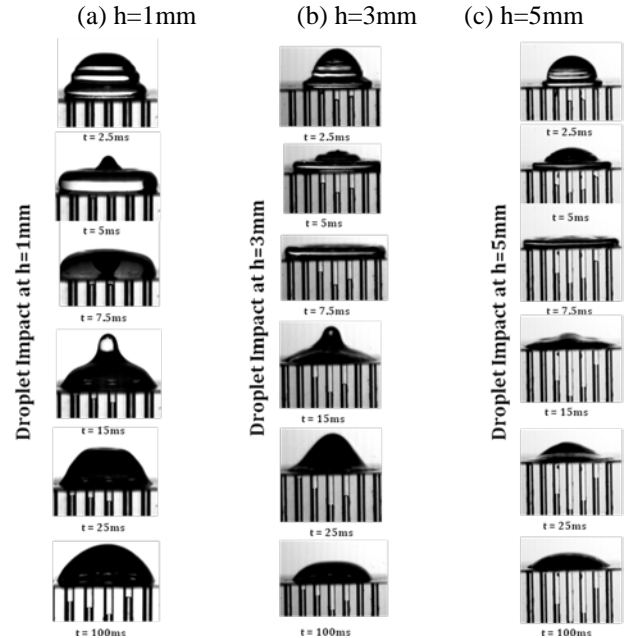 (a) h=1mm
(b) h=3mm
(c) h=5mm
Droplet Impact at h=1mm
t = 2.5ms
t = 5ms
t = 7.5ms
t = 15ms
t = 25ms
t = 100ms
Droplet Impact at h=3mm
t = 2.5ms
t = 5ms
t = 7.5ms
t = 15ms
t = 25ms
t = 100ms
Droplet Impact at h=5mm
t = 2.5ms
t = 5ms
t = 7.5ms
t = 15ms
t = 25ms
t = 100ms